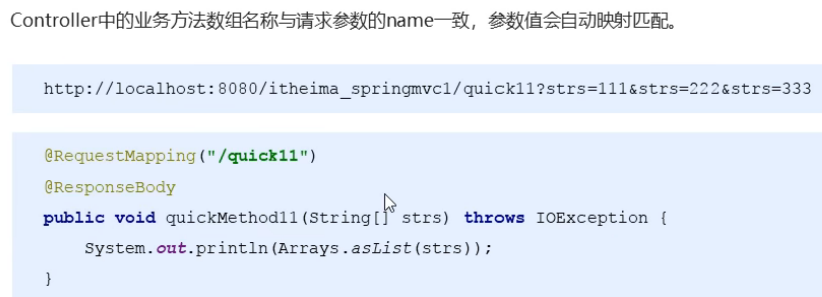 Controller中的业务方法数组名称与请求参数的name一致，参数值会自动映射匹配。
http://localhost:8080/itheima_springmvc1/quick11?strs=111&strs=222&strs=333
@RequestMapping("/quick11")
@ResponseBody
public void quickMethod11(String[] strs) throws IOException {
    System.out.println(Arrays.asList(strs));
}